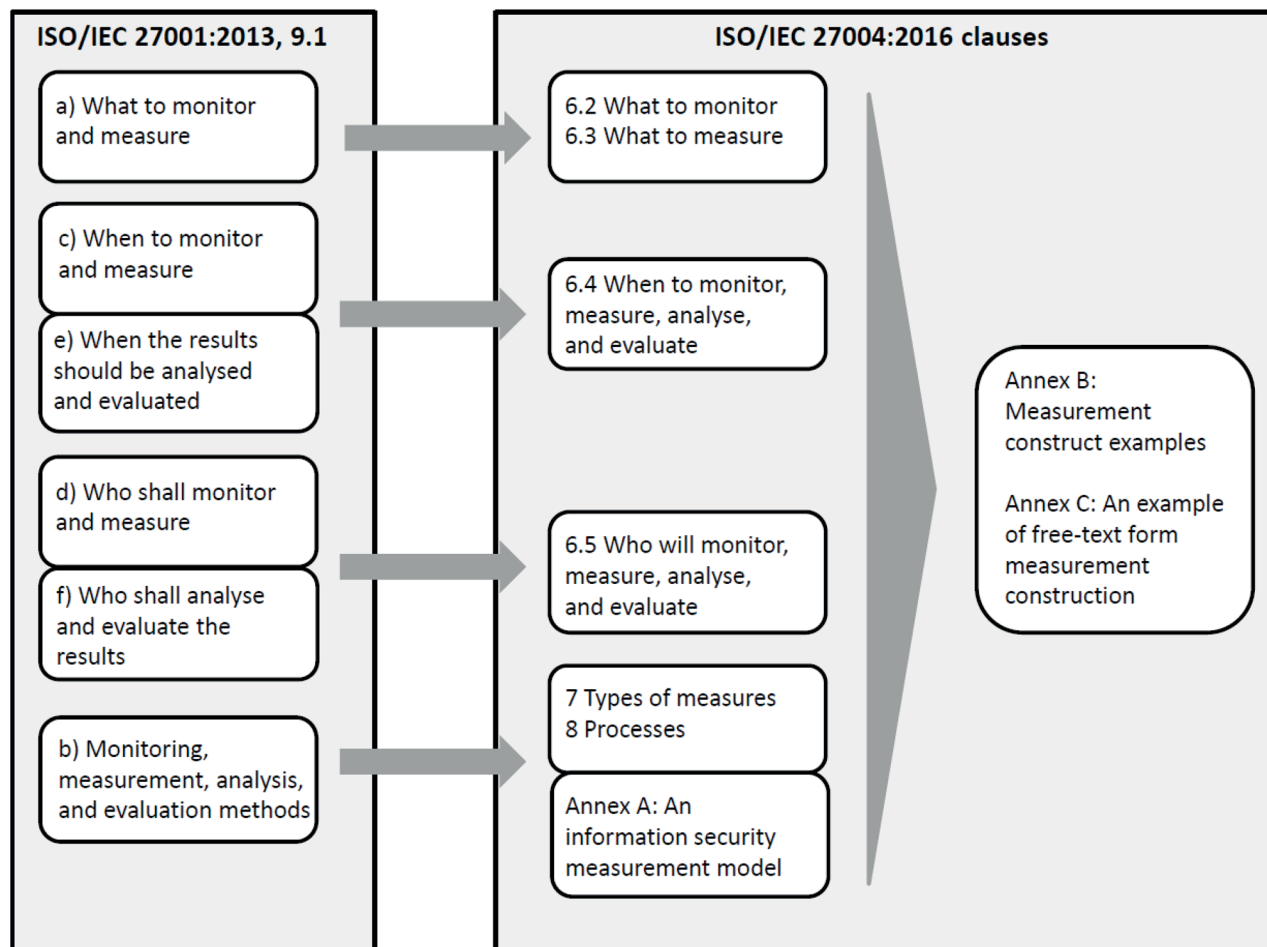 ISO/IEC 27001:2013, 9.1
a) What to monitor
and measure
c) When to monitor
and measure
e) When the results
should be analysed
and evaluated
d) Who shall monitor
and measure
f) Who shall analyse
and evaluate the
results
b) Monitoring,
measurement, analysis,
and evaluation methods
ISO/IEC 27004:2016 clauses
6.2 What to monitor
6.3 What to measure
6.4 When to monitor,
measure, analyse,
and evaluate
6.5 Who will monitor,
measure, analyse,
and evaluate
7 Types of measures
8 Processes
Annex A: An
information security
measurement model
Annex B:
Measurement
construct examples
Annex C: An example
of free-text form
measurement
construction